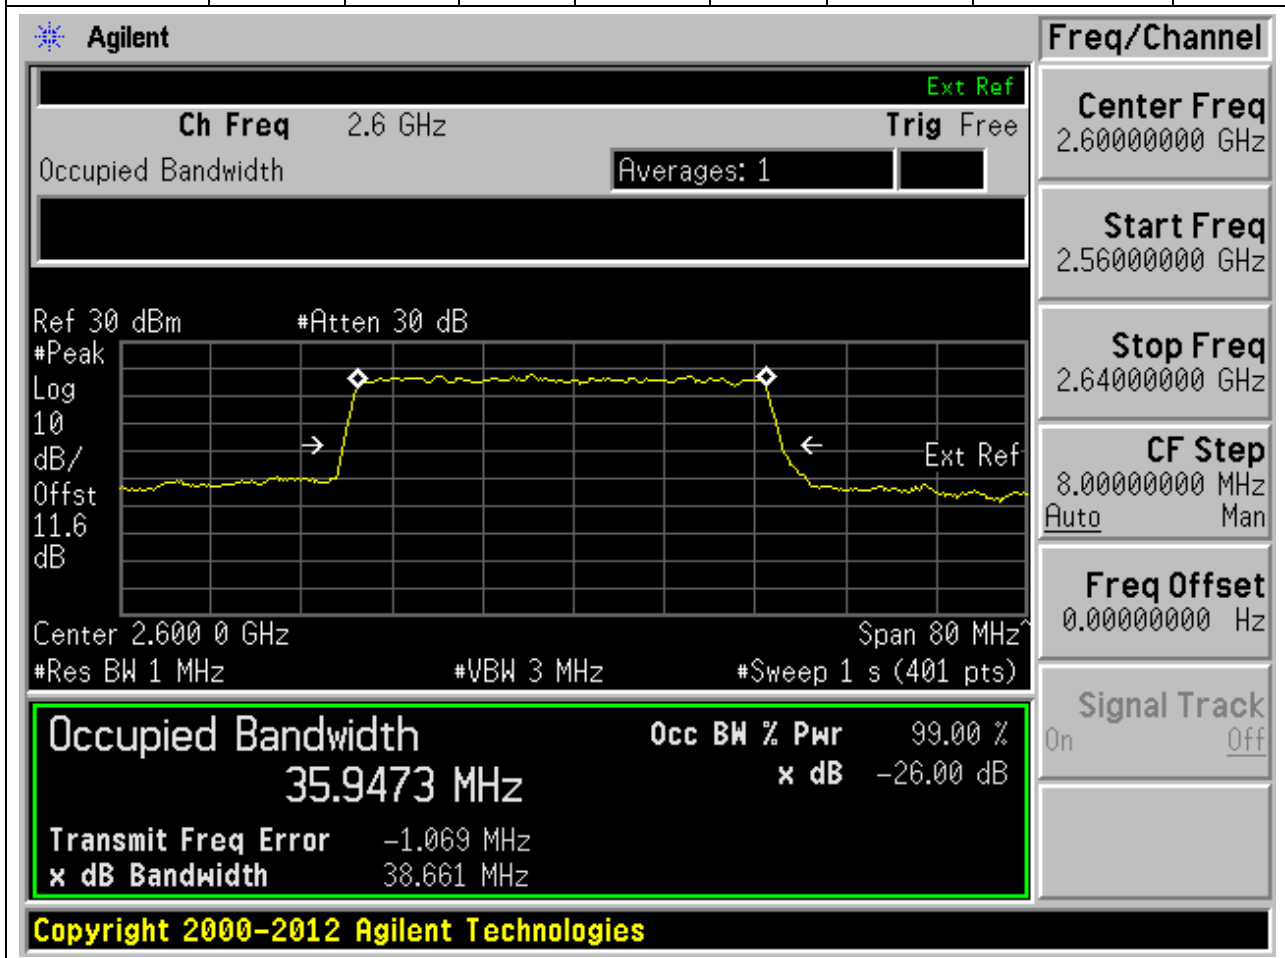 Agilent
Freq/Channel
Ext Ref
Ch Freq 2.6 GHz Trig Free
Occupied Bandwidth Averages: 1
Center Freq
2.60000000 GHz
Start Freq
2.56000000 GHz
Stop Freq
2.64000000 GHz
CF Step
8.00000000 MHz
Auto Man
Freq Offset
0.00000000 Hz
Signal Track
On Off
Ref 30 dBm #Atten 30 dB
#Peak
Log
10
dB/
Offst
11.6
dB
Ext Ref
Center 2.600 0 GHz Span 80 MHz^
#Res BW 1 MHz #VBW 3 MHz #Sweep 1 s (401 pts)
Occupied Bandwidth Occ BW % Pwr 99.00 %
35.9473 MHz x dB -26.00 dB
Transmit Freq Error -1.069 MHz
x dB Bandwidth 38.661 MHz
Copyright 2000-2012 Agilent Technologies